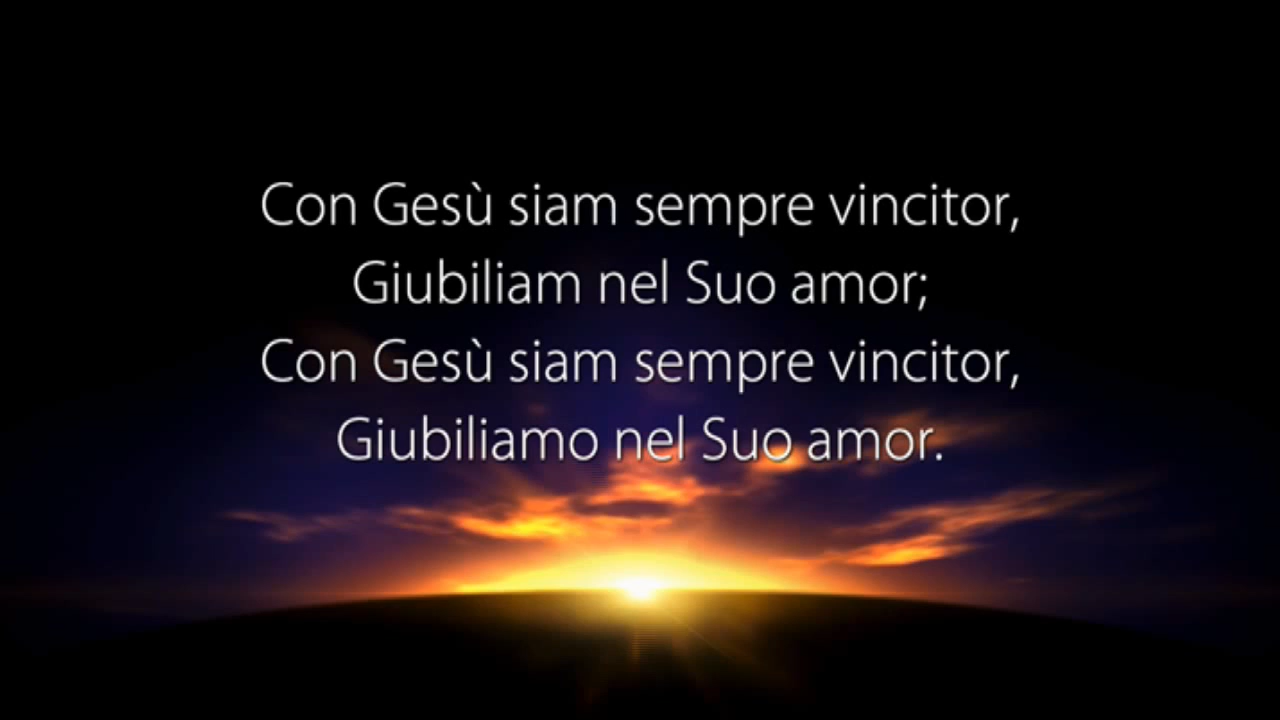 Con Gesù siam sempre vincitor,
Giubiliam nel Suo amor;
Con Gesù siam sempre vincitor,
Giubiliamo nel Suo amor.